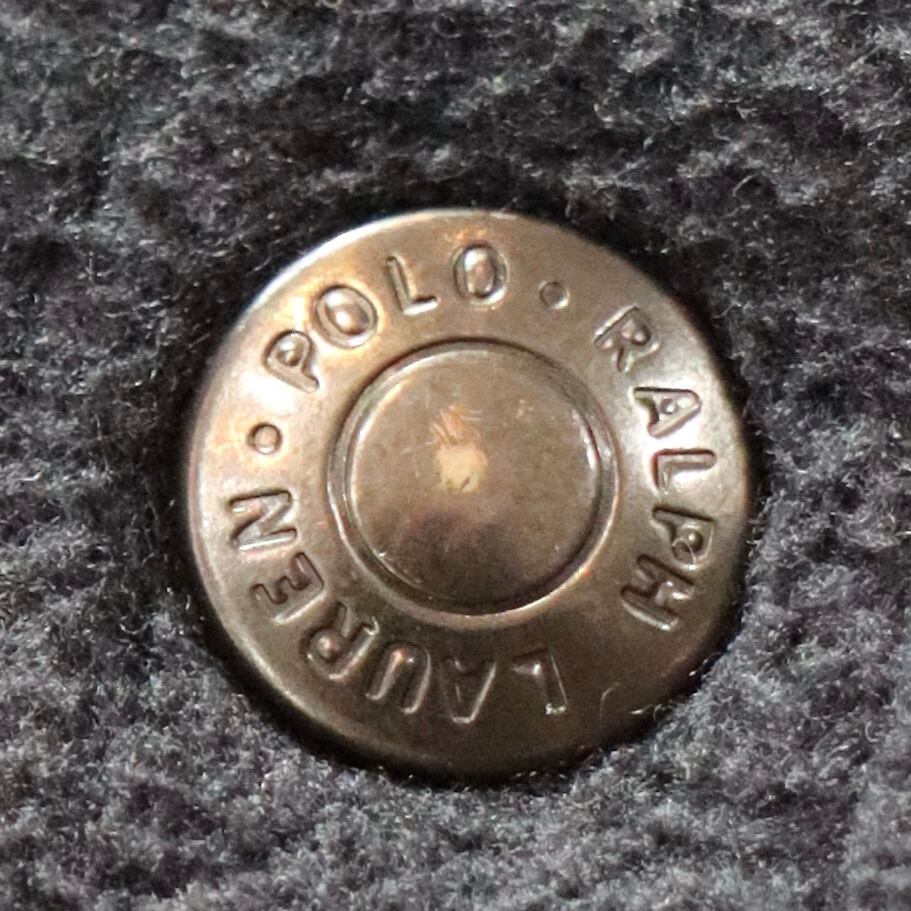 · POLO · RALPH LAUREN